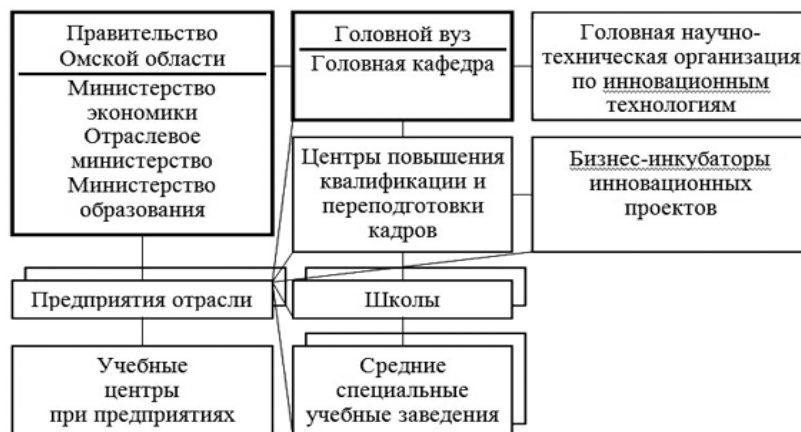 Правительство
Омской области
Министерство
экономики
Отраслевое
министерство
Министерство
образования
Головной вуз
Головная кафедра
Головная научно-
техническая организация
по инновационным
технологиям
Центры повышения
квалификации и
переподготовки
кадров
Бизнес-инкубаторы
инновационных
проектов
Предприятия отрасли
Школы
Учебные
центры
при предприятиях
Средние
специальные
учебные заведения